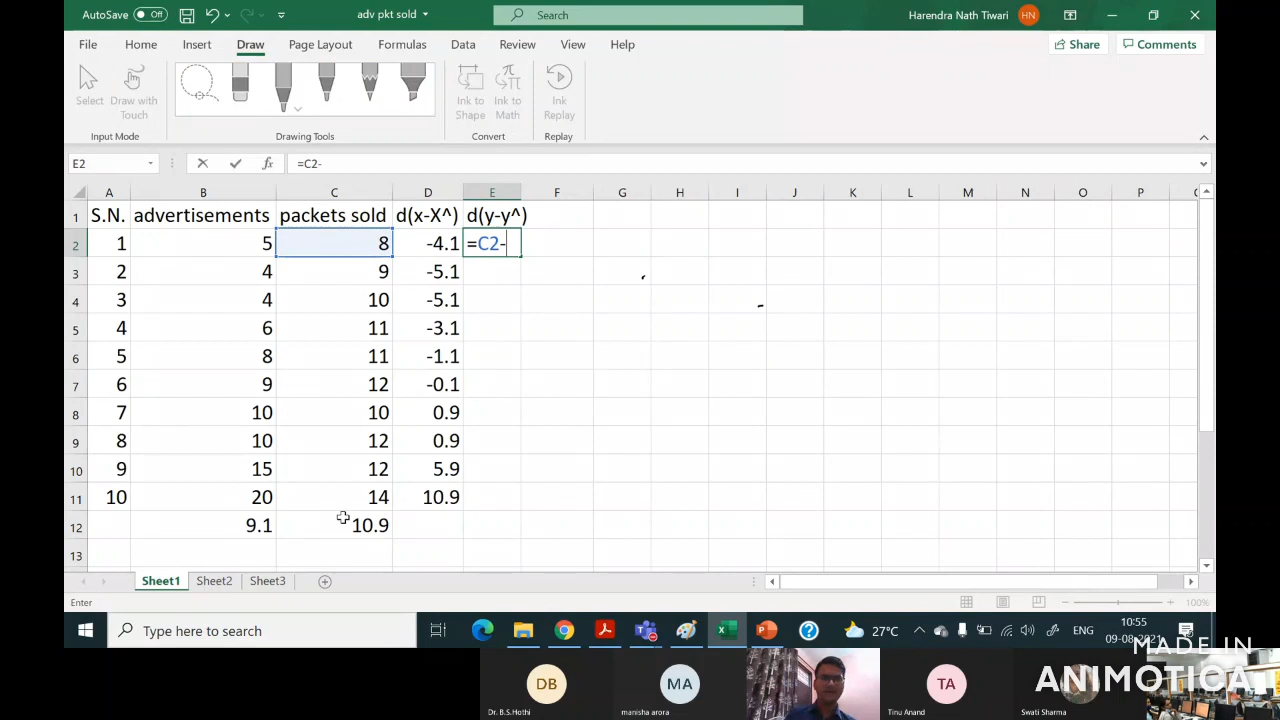 AutoSave Off adv pkt sold Search Harendra Nath Tiwari HN
File Home Insert Draw Page Layout Formulas Data Review View Help Share Comments
Select Draw with Touch Ink to Shape Ink to Math Ink Replay
Input Mode Drawing Tools Convert Replay
E2 fx =C2-
A B C D E F G H I J K L M N O P
1 S.N. advertisements packets sold d(x-X^) d(y-y^)
2 1 5 8 -4.1 =C2-
3 2 4 9 -5.1
4 3 4 10 -5.1
5 4 6 11 -3.1
6 5 8 11 -1.1
7 6 9 12 -0.1
8 7 10 10 0.9
9 8 10 12 0.9
10 9 15 12 5.9
11 10 20 14 10.9
12 9.1 10.9
13
Sheet1 Sheet2 Sheet3
Enter 100%
Type here to search 27°C ENG 10:55
09-08-2021
MADE IN
ANIMOTICA
DB MA TA
Dr. B.S.Hothi manisha arora Tinu Anand Swati Sharma